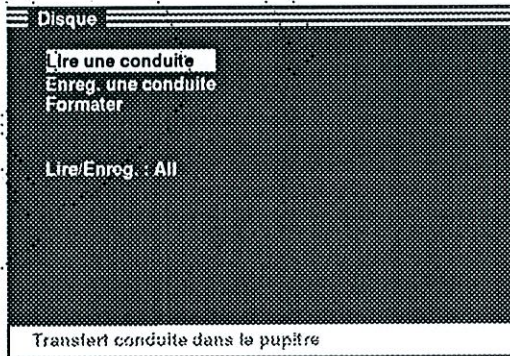 Disque
Lire une conduite
Enreg. une conduite
Formater
Lire/Enreg. : All
Transfert conduite dans le pupitre